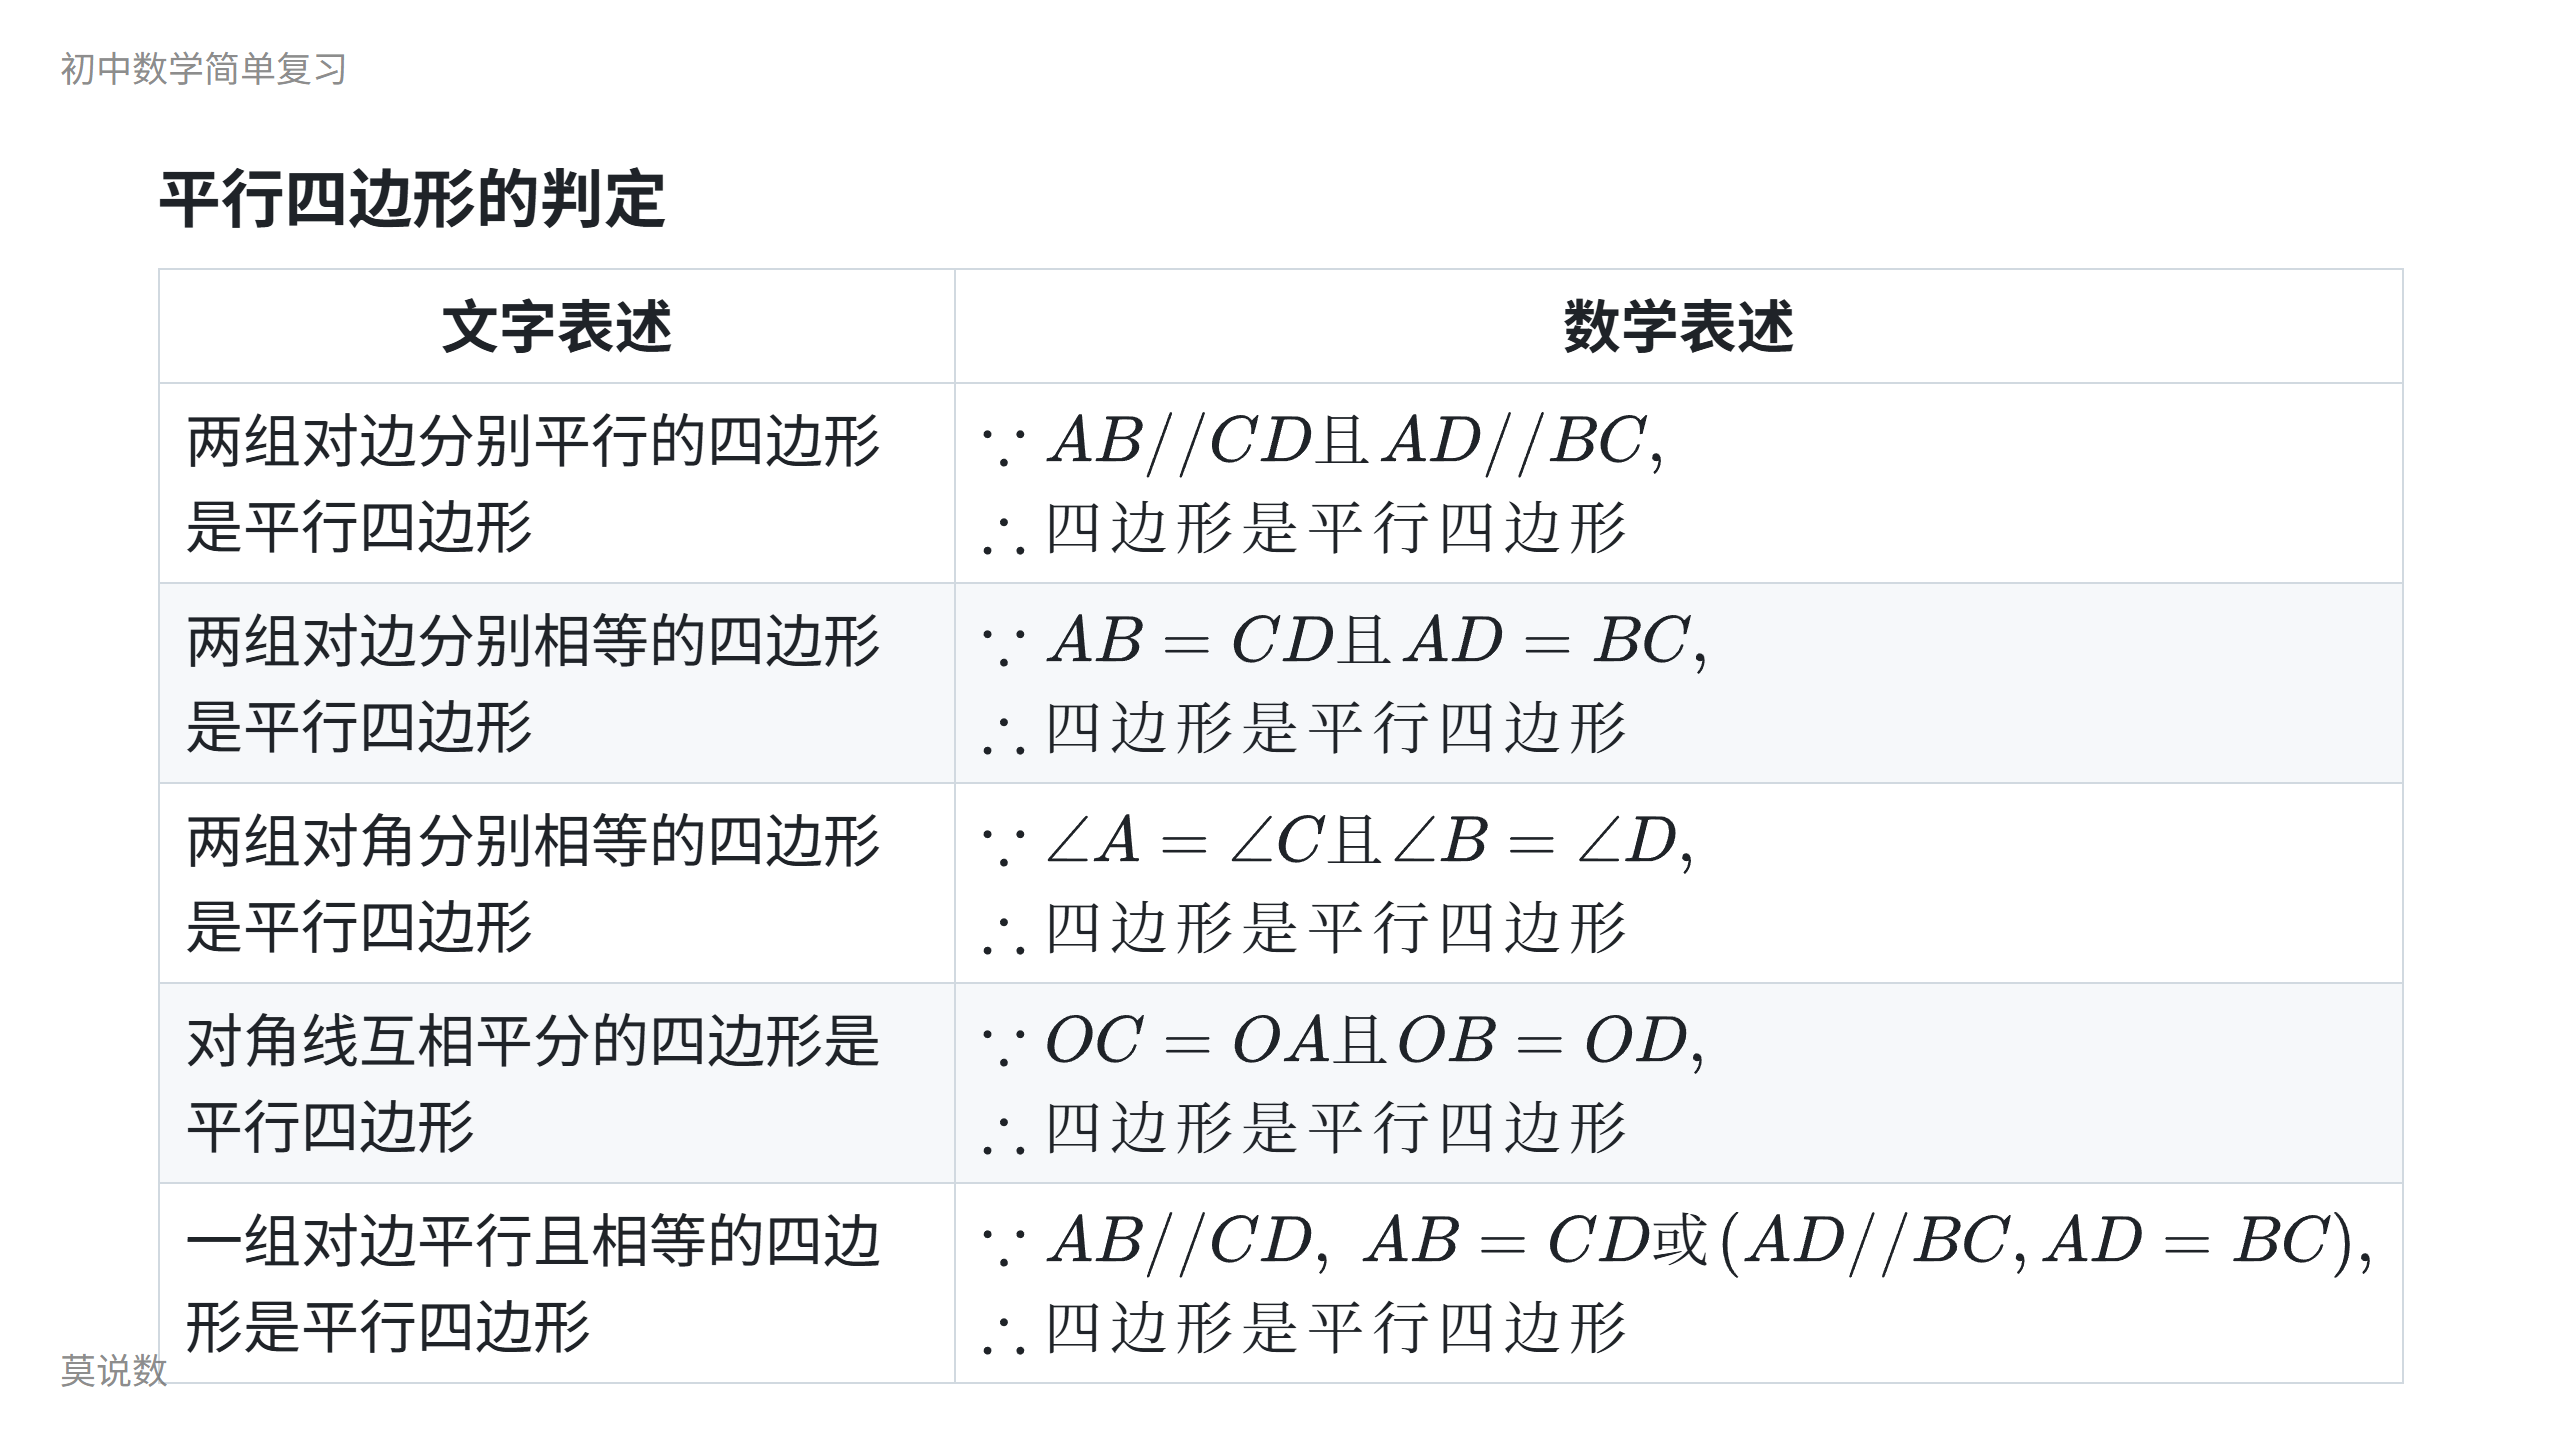 初中数学简单复习
平行四边形的判定
文字表述
数学表述
两组对边分别平行的四边形
是平行四边形
∵ AB//CD且AD//BC,
∴ 四边形是平行四边形
两组对边分别相等的四边形
是平行四边形
∵ AB = CD且AD = BC,
∴ 四边形是平行四边形
两组对角分别相等的四边形
是平行四边形
∵ ∠A = ∠C且∠B = ∠D,
∴ 四边形是平行四边形
对角线互相平分的四边形是
平行四边形
∵ OC = OA且OB = OD,
∴ 四边形是平行四边形
一组对边平行且相等的四边
形是平行四边形
∵ AB//CD, AB = CD或(AD//BC, AD = BC),
∴ 四边形是平行四边形
莫说数